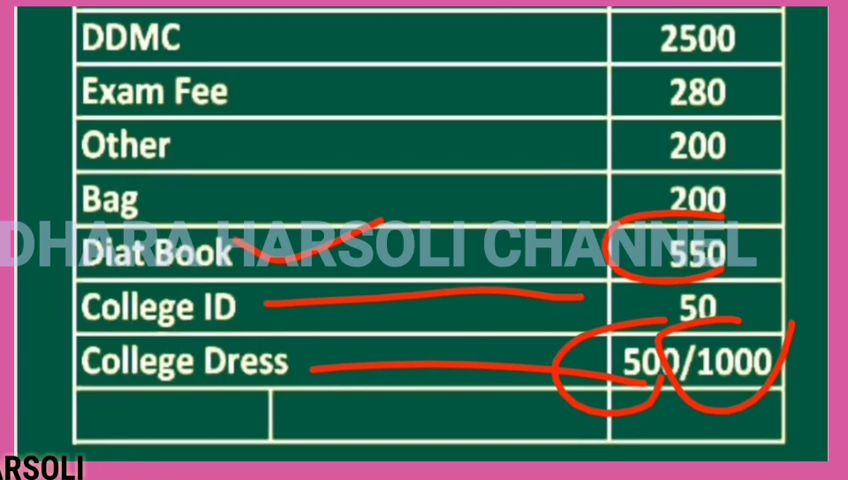 DDMC 2500
Exam Fee 280
Other 200
Bag 200
DHARA HARSOLI CHANNEL
Diat Book 550
College ID 50
College Dress 500/1000
ARSOLI